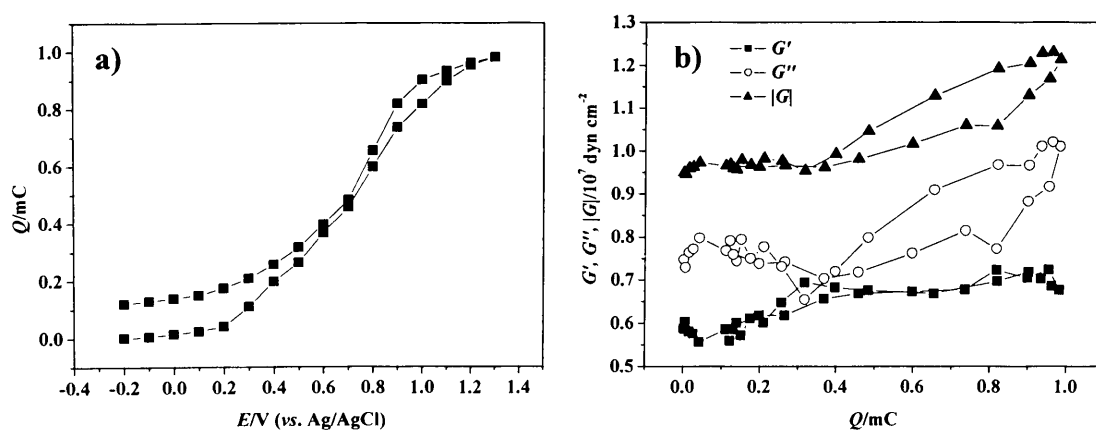 a)
1.0
0.8
0.6
0.4
0.2
0.0
Q/mC
-0.4 -0.2 0.0 0.2 0.4 0.6 0.8 1.0 1.2 1.4
E/V (vs. Ag/AgCl)
b)
G'
G''
|G|
1.3
1.2
1.1
1.0
0.9
0.8
0.7
0.6
0.5
G', G'', |G|/10⁷ dyn cm⁻²
0.0 0.2 0.4 0.6 0.8 1.0
Q/mC